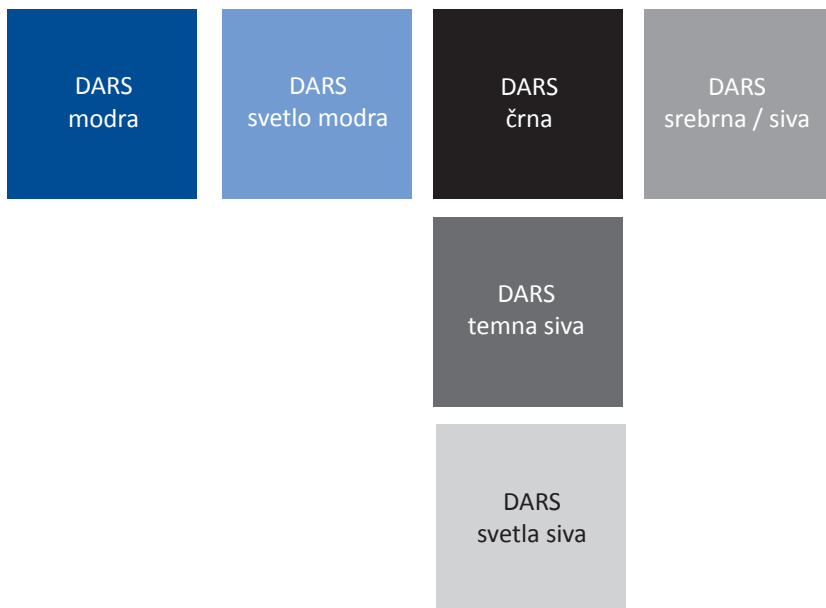 DARS
modra
DARS
svetlo modra
DARS
črna
DARS
srebrna / siva
DARS
temna siva
DARS
svetla siva